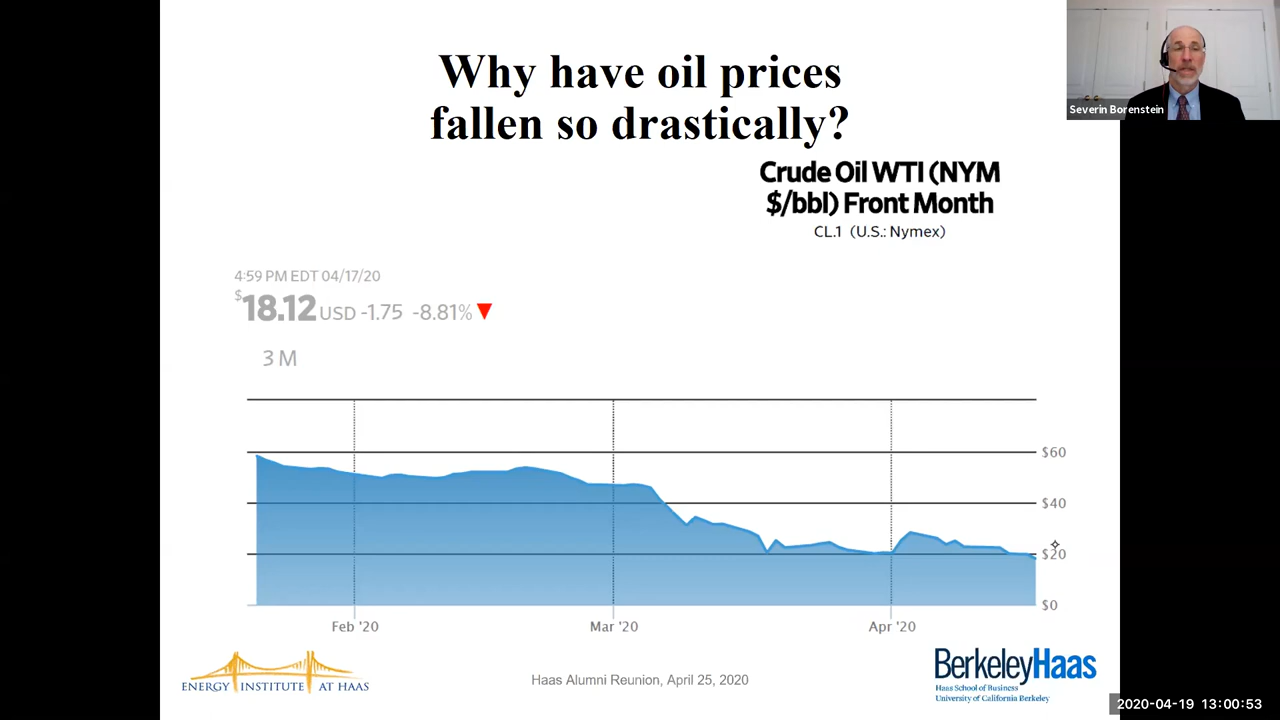 Why have oil prices
fallen so drastically?
Severin Borenstein
Crude Oil WTI (NYM
$/bbl) Front Month
CL.1 (U.S.: Nymex)
4:59 PM EDT 04/17/20
$18.12 USD -1.75 -8.81% ▼
3 M
$60
$40
$20
$0
Feb '20
Mar '20
Apr '20
ENERGY INSTITUTE AT HAAS
Haas Alumni Reunion, April 25, 2020
BerkeleyHaas
Haas School of Business
University of California Berkeley
2020-04-19 13:00:53